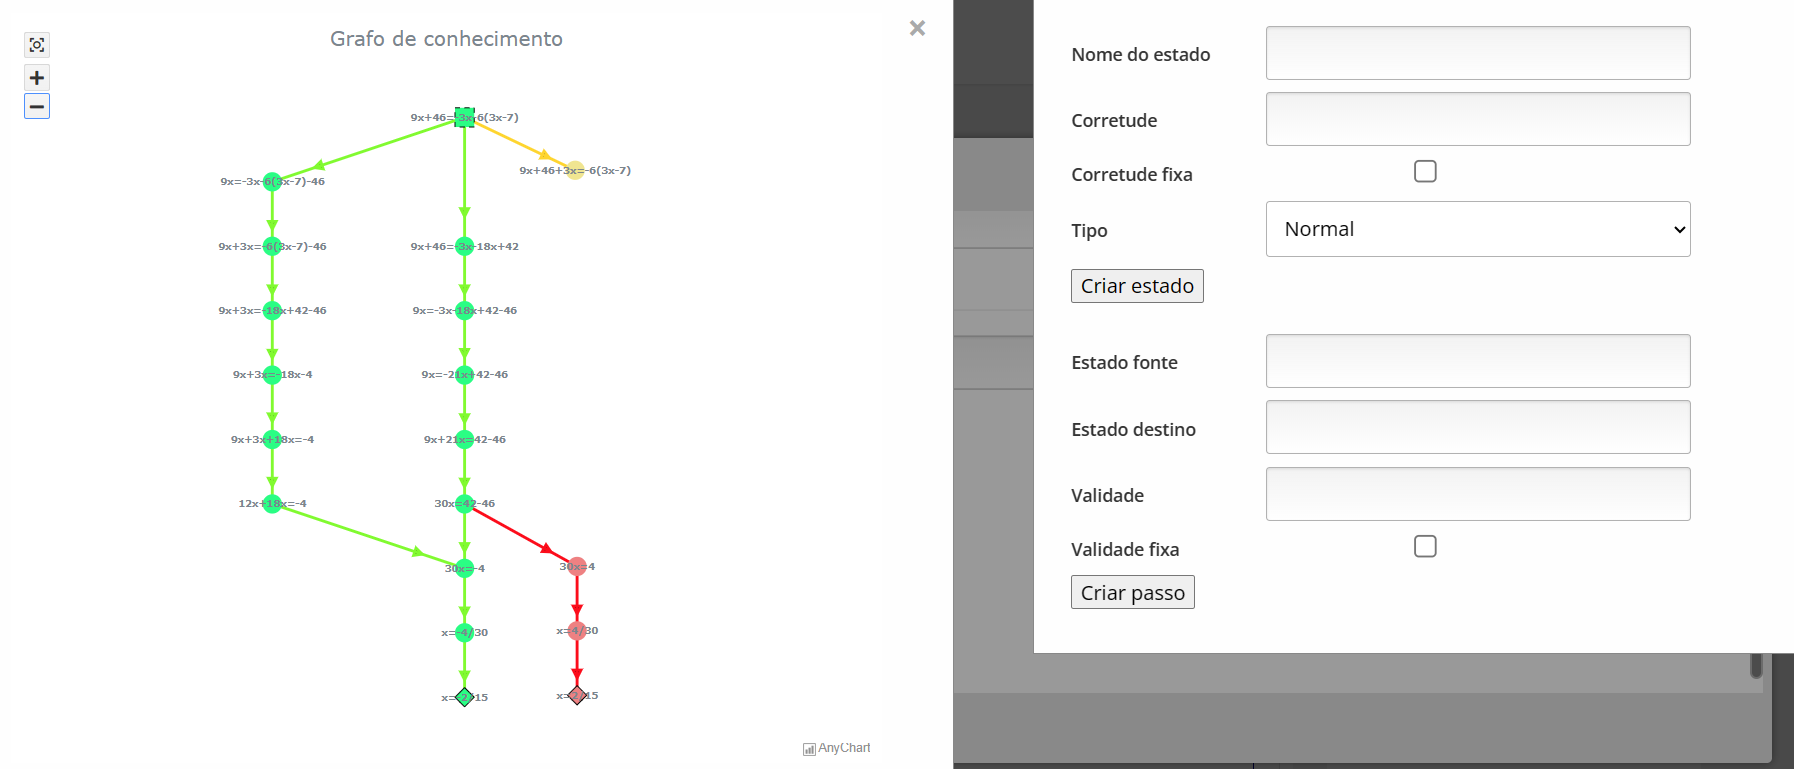 Grafo de conhecimento
×
9x+46=-3x-6(3x-7)
9x+46+3x=-6(3x-7)
9x=-3x-6(3x-7)-46
9x+3x=-6(3x-7)-46
9x+46=-3x-18x+42
9x+3x=-18x+42-46
9x=-3x-18x+42-46
9x+3x=-18x-4
9x=-21x+42-46
9x+3x+18x=-4
9x+21x=42-46
12x+18x=-4
30x=42-46
30x=-4
30x=4
x=-4/30
x=4/30
x=-2/15
x=2/15
AnyChart
Nome do estado
Corretude
Corretude fixa
Tipo
Normal
Criar estado
Estado fonte
Estado destino
Validade
Validade fixa
Criar passo